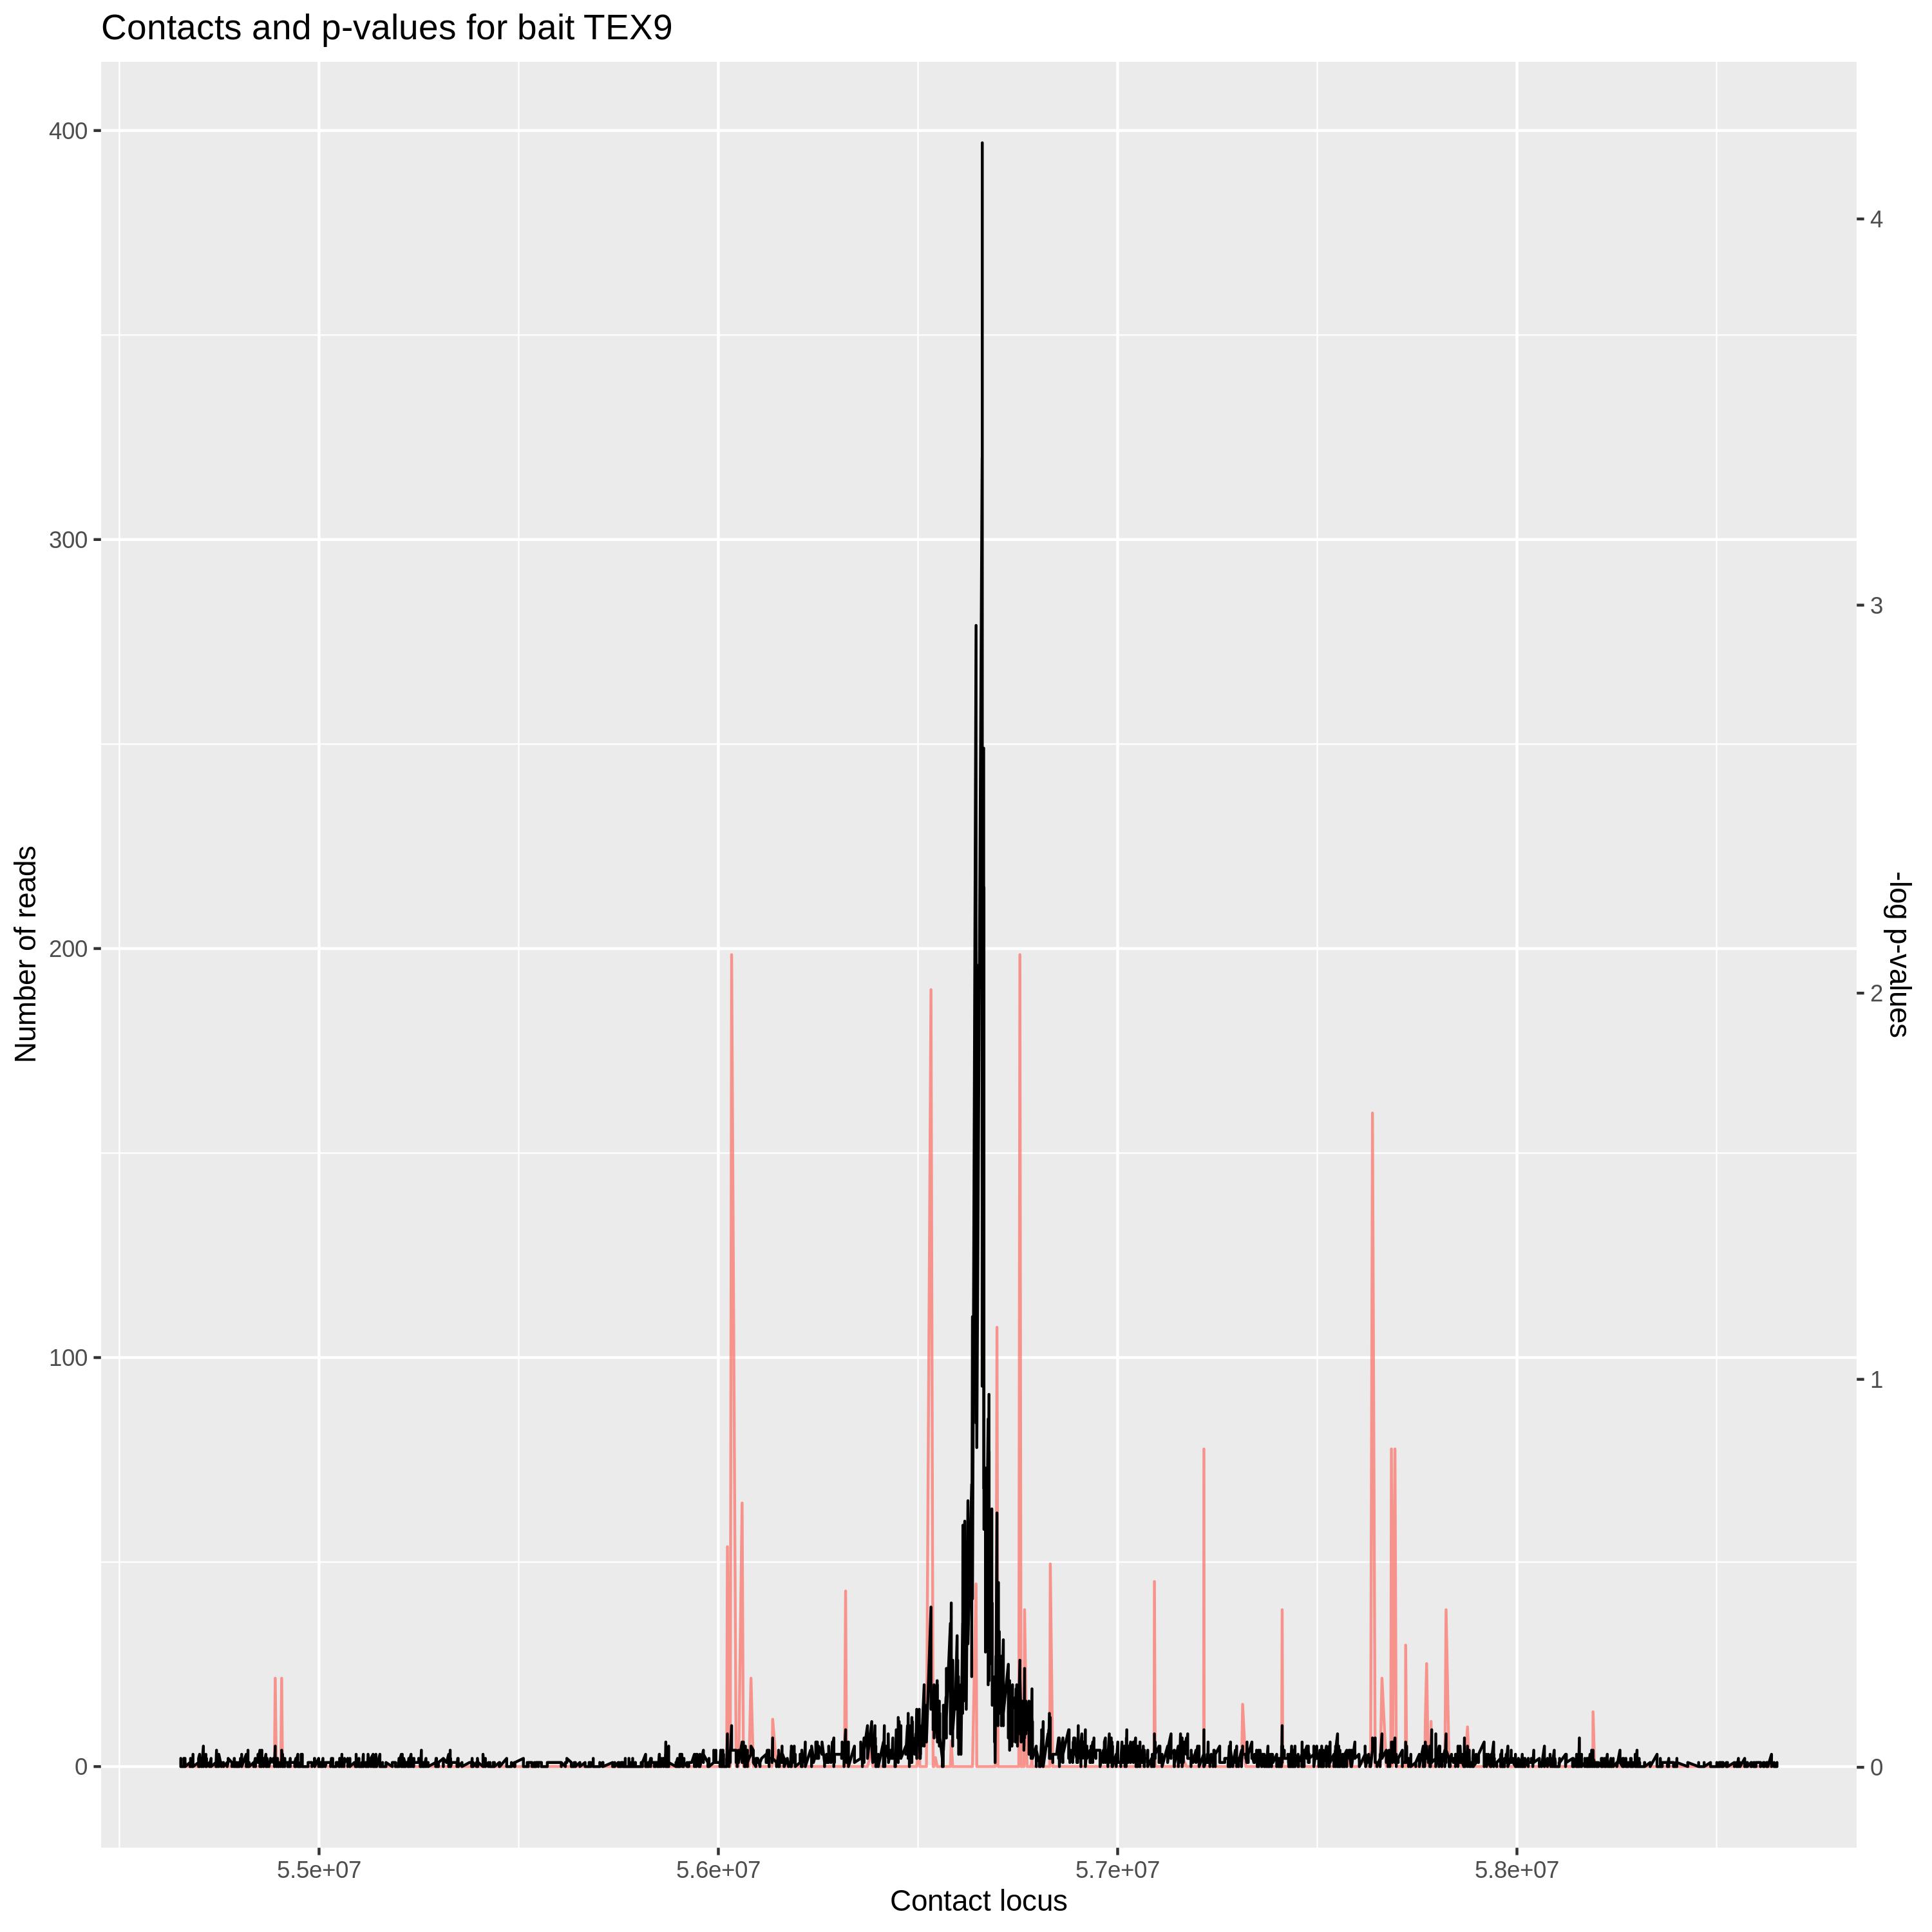 Contacts and p-values for bait TEX9
400
300
200
100
0
Number of reads
4
3
2
1
0
-log p-values
5.5e+07
5.6e+07
5.7e+07
5.8e+07
Contact locus